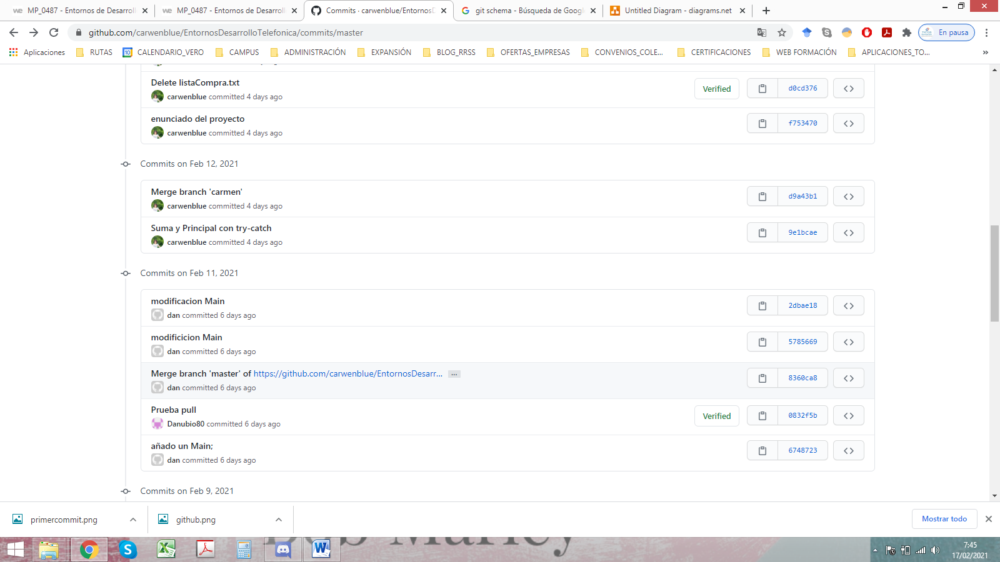 MP_0487 - Entornos de Desarroll
MP_0487 - Entornos de Desarroll
Commits · carwenblue/EntornosD
git schema - Búsqueda de Google
Untitled Diagram - diagrams.net
github.com/carwenblue/EntornosDesarrolloTelefonica/commits/master
En pausa
Aplicaciones
RUTAS
CALENDARIO_VERO
CAMPUS
ADMINISTRACIÓN
EXPANSIÓN
BLOG_RRSS
OFERTAS_EMPRESAS
CONVENIOS_COLE...
CERTIFICACIONES
WEB FORMACIÓN
APLICACIONES_TO...
»
Delete listaCompra.txt
carwenblue committed 4 days ago
Verified
d0cd376
enunciado del proyecto
carwenblue committed 4 days ago
f753470
Commits on Feb 12, 2021
Merge branch 'carmen'
carwenblue committed 4 days ago
d9a43b1
Suma y Principal con try-catch
carwenblue committed 4 days ago
9e1bcae
Commits on Feb 11, 2021
modificacion Main
dan committed 6 days ago
2dbae18
modificicion Main
dan committed 6 days ago
5785669
Merge branch 'master' of https://github.com/carwenblue/EntornosDesarr... ...
dan committed 6 days ago
8360ca8
Prueba pull
Danubio80 committed 6 days ago
Verified
0832f5b
añado un Main;
dan committed 6 days ago
6748723
Commits on Feb 9, 2021
primercommit.png
github.png
Mostrar todo
Bob Marley
7:45
17/02/2021